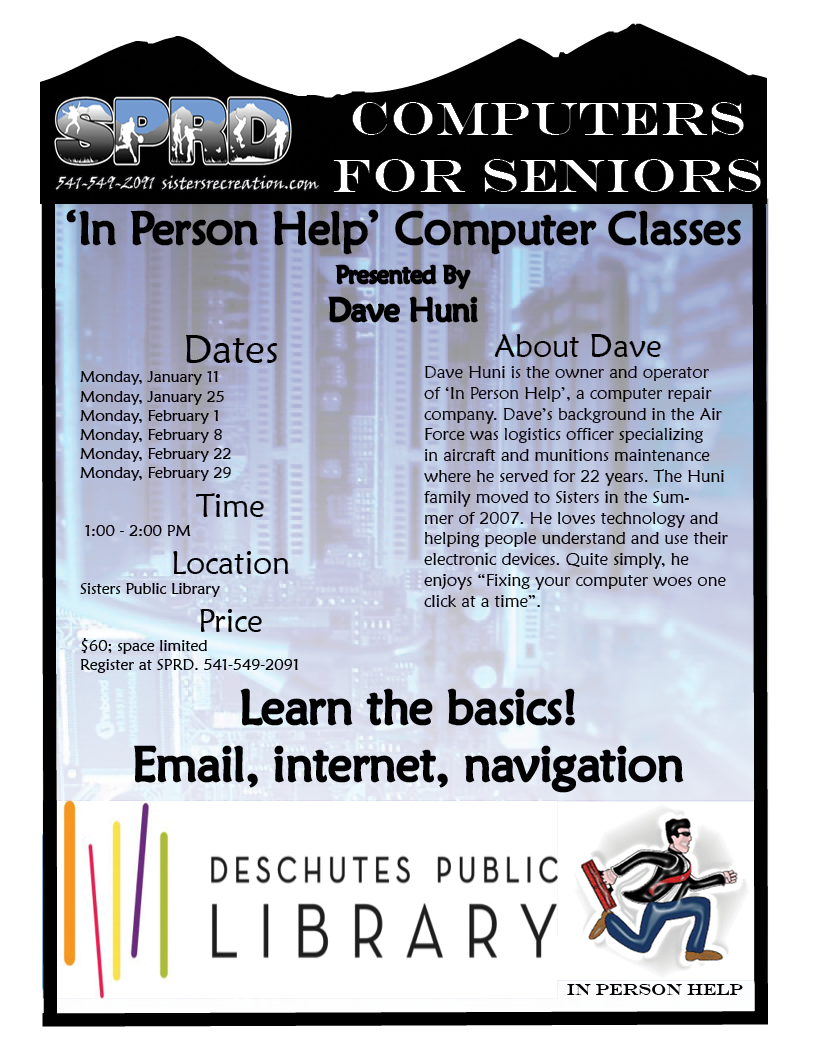 SPRD
541-549-2091 sistersrecreation.com
COMPUTERS
FOR SENIORS
‘In Person Help’ Computer Classes
Presented By
Dave Huni
Dates
Monday, January 11
Monday, January 25
Monday, February 1
Monday, February 8
Monday, February 22
Monday, February 29
Time
1:00 - 2:00 PM
Location
Sisters Public Library
Price
$60; space limited
Register at SPRD. 541-549-2091
About Dave
Dave Huni is the owner and operator
of ‘In Person Help’, a computer repair
company. Dave’s background in the Air
Force was logistics officer specializing
in aircraft and munitions maintenance
where he served for 22 years. The Huni
family moved to Sisters in the Sum-
mer of 2007. He loves technology and
helping people understand and use their
electronic devices. Quite simply, he
enjoys “Fixing your computer woes one
click at a time”.
Learn the basics!
Email, internet, navigation
DESCHUTES PUBLIC
LIBRARY
IN PERSON HELP